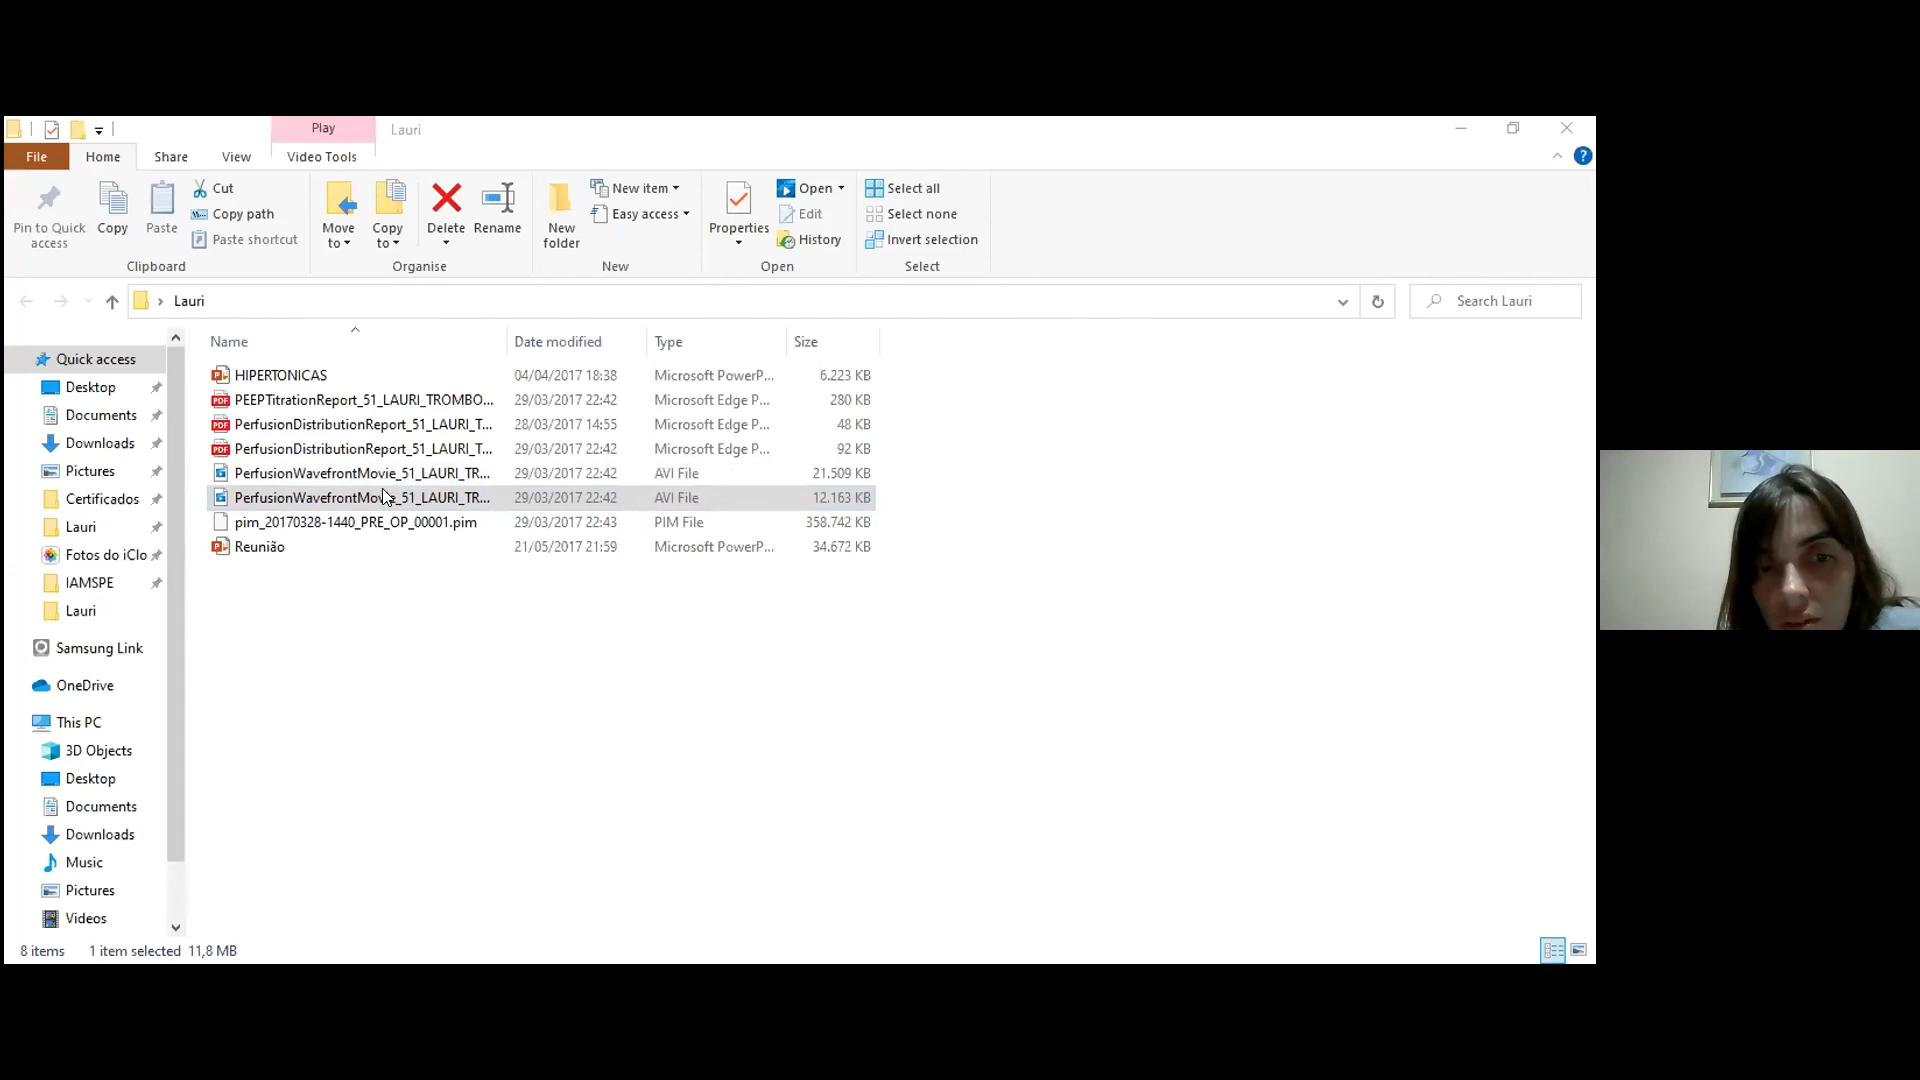 Play Lauri
File Home Share View Video Tools
Pin to Quick access
Copy
Paste
Cut
Copy path
Paste shortcut
Clipboard
Move to
Copy to
Delete
Rename
Organise
New folder
New item
Easy access
New
Properties
Open
Edit
History
Open
Select all
Select none
Invert selection
Select
Lauri
Search Lauri
Name Date modified Type Size
HIPERTONICAS 04/04/2017 18:38 Microsoft PowerP... 6.223 KB
PEEPTitrationReport_51_LAURI_TROMBO... 29/03/2017 22:42 Microsoft Edge P... 280 KB
PerfusionDistributionReport_51_LAURI_T... 28/03/2017 14:55 Microsoft Edge P... 48 KB
PerfusionDistributionReport_51_LAURI_T... 29/03/2017 22:42 Microsoft Edge P... 92 KB
PerfusionWavefrontMovie_51_LAURI_TR... 29/03/2017 22:42 AVI File 21.509 KB
PerfusionWavefrontMovie_51_LAURI_TR... 29/03/2017 22:42 AVI File 12.163 KB
pim_20170328-1440_PRE_OP_00001.pim 29/03/2017 22:43 PIM File 358.742 KB
Reunião 21/05/2017 21:59 Microsoft PowerP... 34.672 KB
Quick access
Desktop
Documents
Downloads
Pictures
Certificados
Lauri
Fotos do iClo
IAMSPE
Lauri
Samsung Link
OneDrive
This PC
3D Objects
Desktop
Documents
Downloads
Music
Pictures
Videos
8 items 1 item selected 11,8 MB